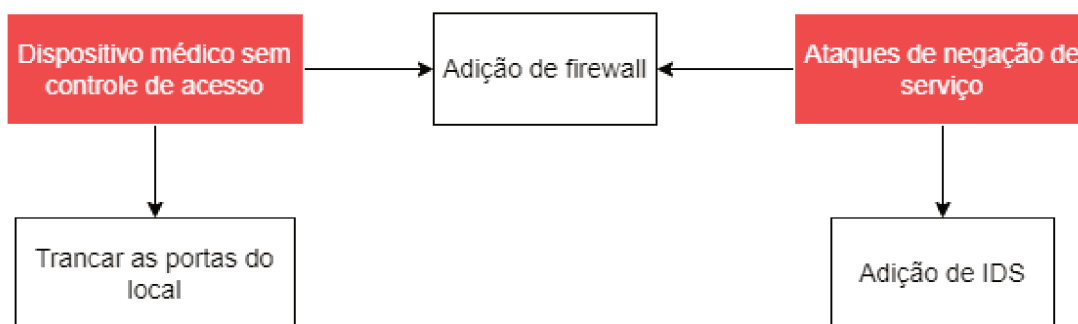 Dispositivo médico sem
controle de acesso
Adição de firewall
Ataques de negação de
serviço
Trancar as portas do
local
Adição de IDS